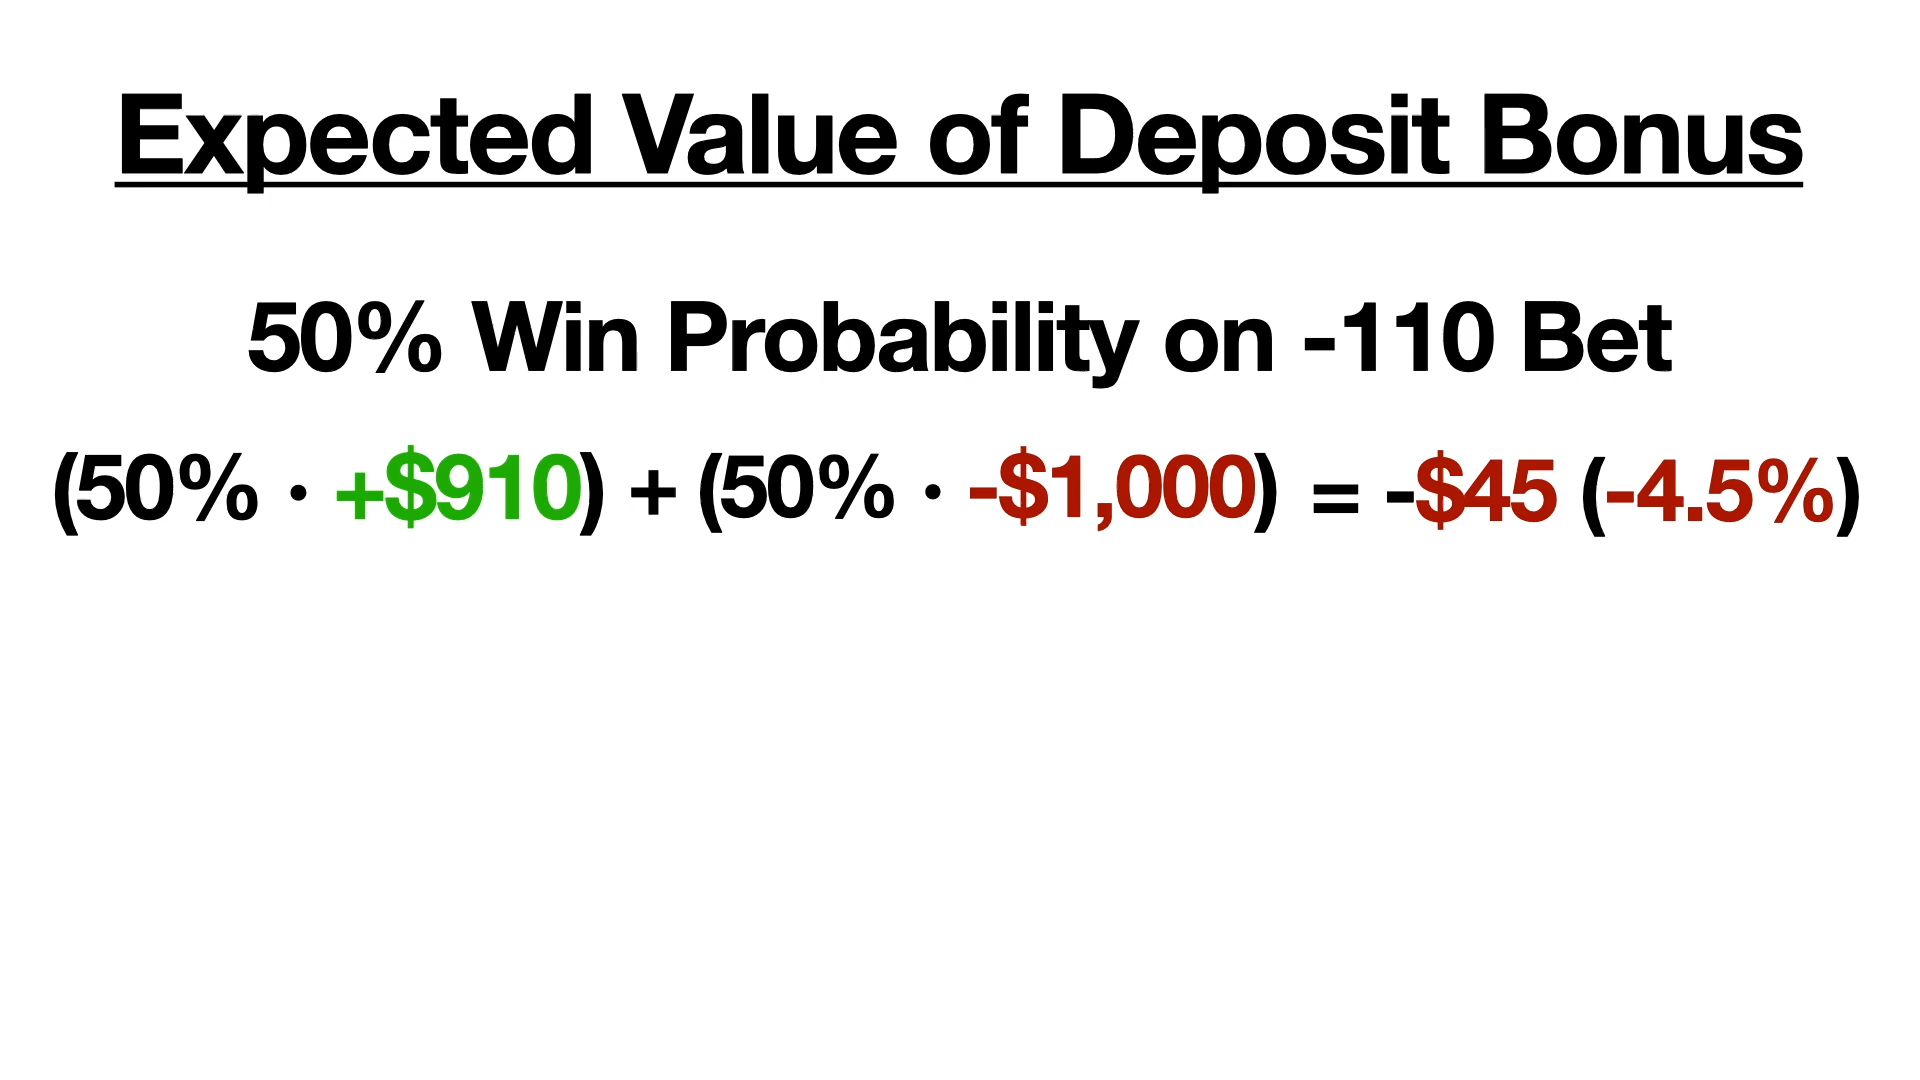 Expected Value of Deposit Bonus
50% Win Probability on -110 Bet
(50% · +$910) + (50% · -$1,000) = -$45 (-4.5%)